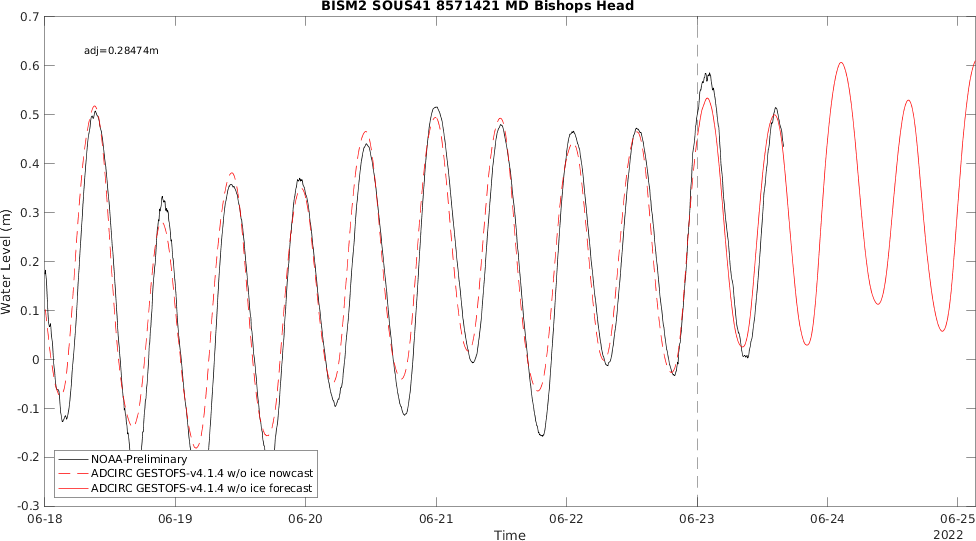 BISM2 SOUS41 8571421 MD Bishops Head
adj=0.28474m
Water Level (m)
0.7
0.6
0.5
0.4
0.3
0.2
0.1
0
-0.1
-0.2
-0.3
NOAA-Preliminary
ADCIRC GESTOFS-v4.1.4 w/o ice nowcast
ADCIRC GESTOFS-v4.1.4 w/o ice forecast
06-18 06-19 06-20 06-21 06-22 06-23 06-24 06-25
Time
2022